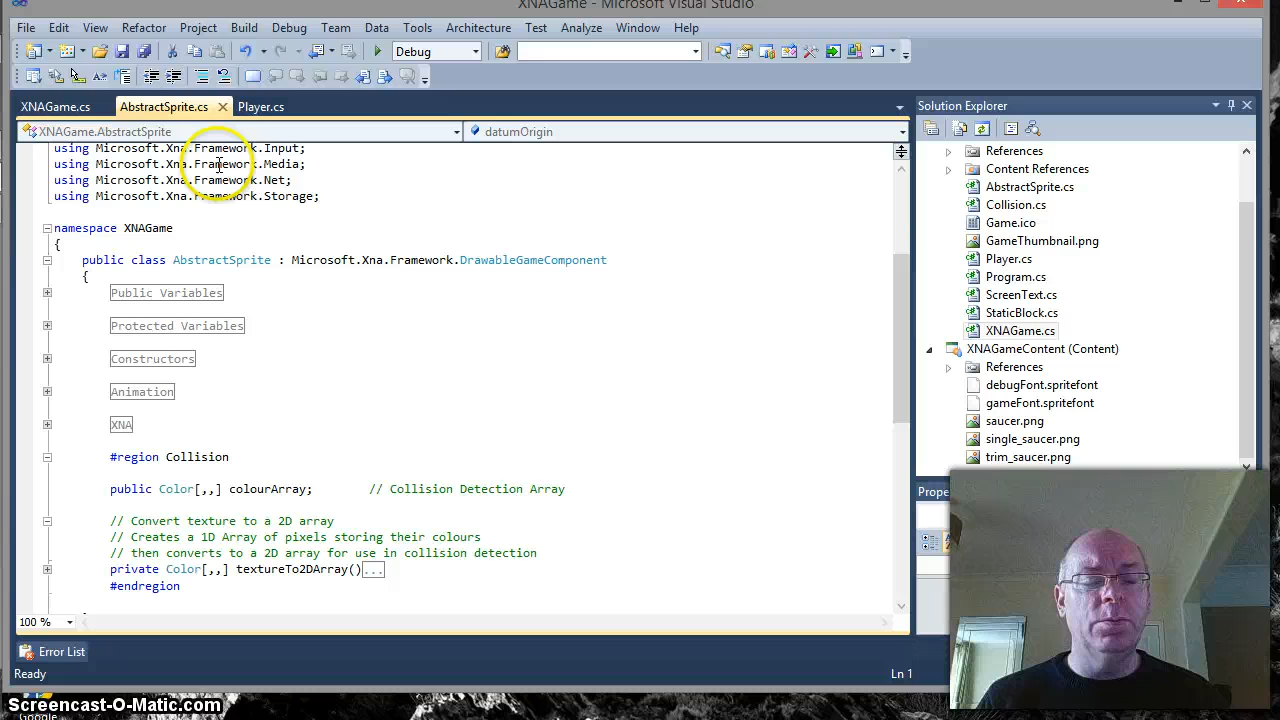 XNAGame - Microsoft Visual Studio
File Edit View Refactor Project Build Debug Team Data Tools Architecture Test Analyze Window Help
Debug
XNAGame.cs AbstractSprite.cs Player.cs
XNAGame.AbstractSprite datumOrigin
using Microsoft.Xna.Framework.Input;
using Microsoft.Xna.Framework.Media;
using Microsoft.Xna.Framework.Net;
using Microsoft.Xna.Framework.Storage;
namespace XNAGame
{
public class AbstractSprite : Microsoft.Xna.Framework.DrawableGameComponent
{
Public Variables
Protected Variables
Constructors
Animation
XNA
#region Collision
public Color[,,] colourArray; // Collision Detection Array
// Convert texture to a 2D array
// Creates a 1D Array of pixels storing their colours
// then converts to a 2D array for use in collision detection
private Color[,,] textureTo2DArray()...
#endregion
100 %
Error List
Ready
Ln 1
Solution Explorer
References
Content References
AbstractSprite.cs
Collision.cs
Game.ico
GameThumbnail.png
Player.cs
Program.cs
ScreenText.cs
StaticBlock.cs
XNAGame.cs
XNAGameContent (Content)
References
debugFont.spritefont
gameFont.spritefont
saucer.png
single_saucer.png
trim_saucer.png
Prope
Screencast-O-Matic.com
Google